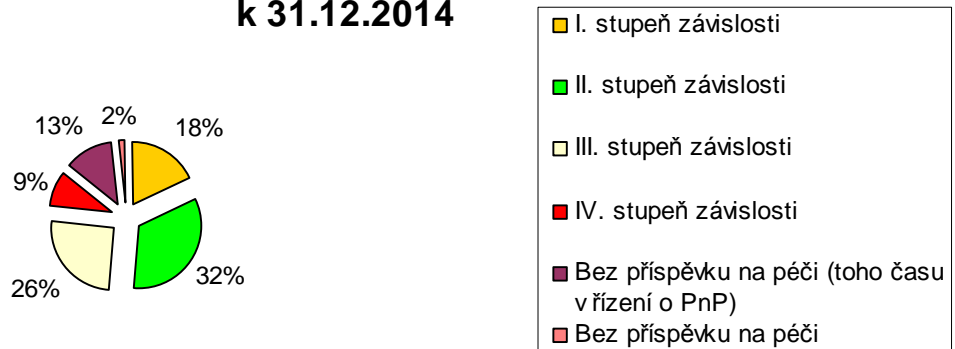 k 31.12.2014
I. stupeň závislosti
II. stupeň závislosti
III. stupeň závislosti
IV. stupeň závislosti
Bez příspěvku na péči (toho času
v řízení o PnP)
Bez příspěvku na péči
2%
13%
18%
9%
32%
26%